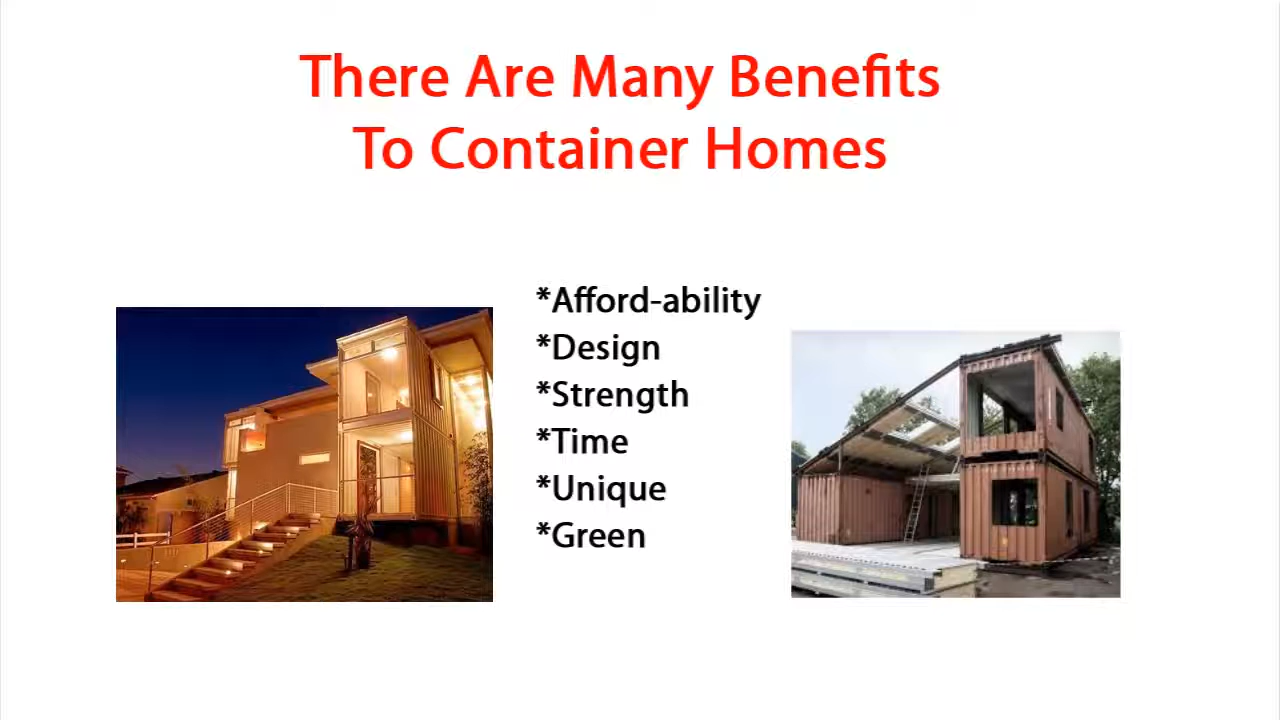 There Are Many Benefits
To Container Homes
*Afford-ability
*Design
*Strength
*Time
*Unique
*Green